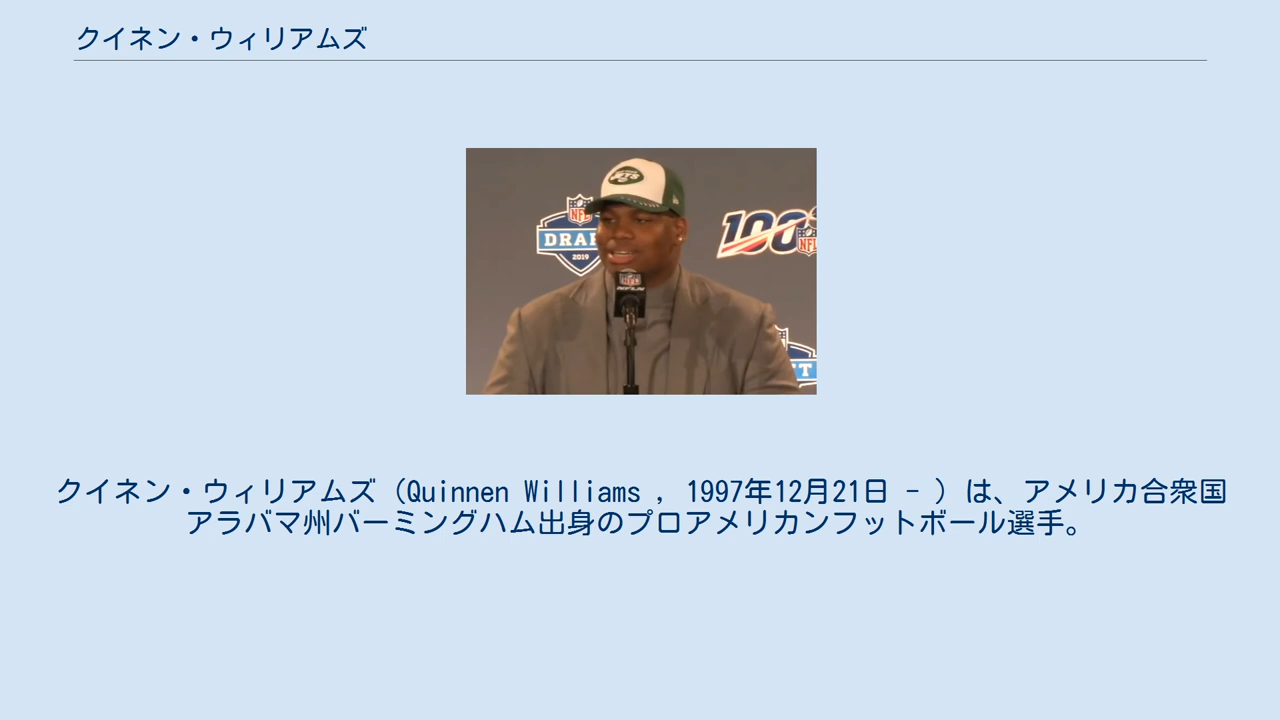 クイネン・ウィリアムズ
JETS
NFL
DRAF
2019
100
NFL
NFL
T
クイネン・ウィリアムズ（Quinnen Williams , 1997年12月21日 - ）は、アメリカ合衆国
アラバマ州バーミングハム出身のプロアメリカンフットボール選手。